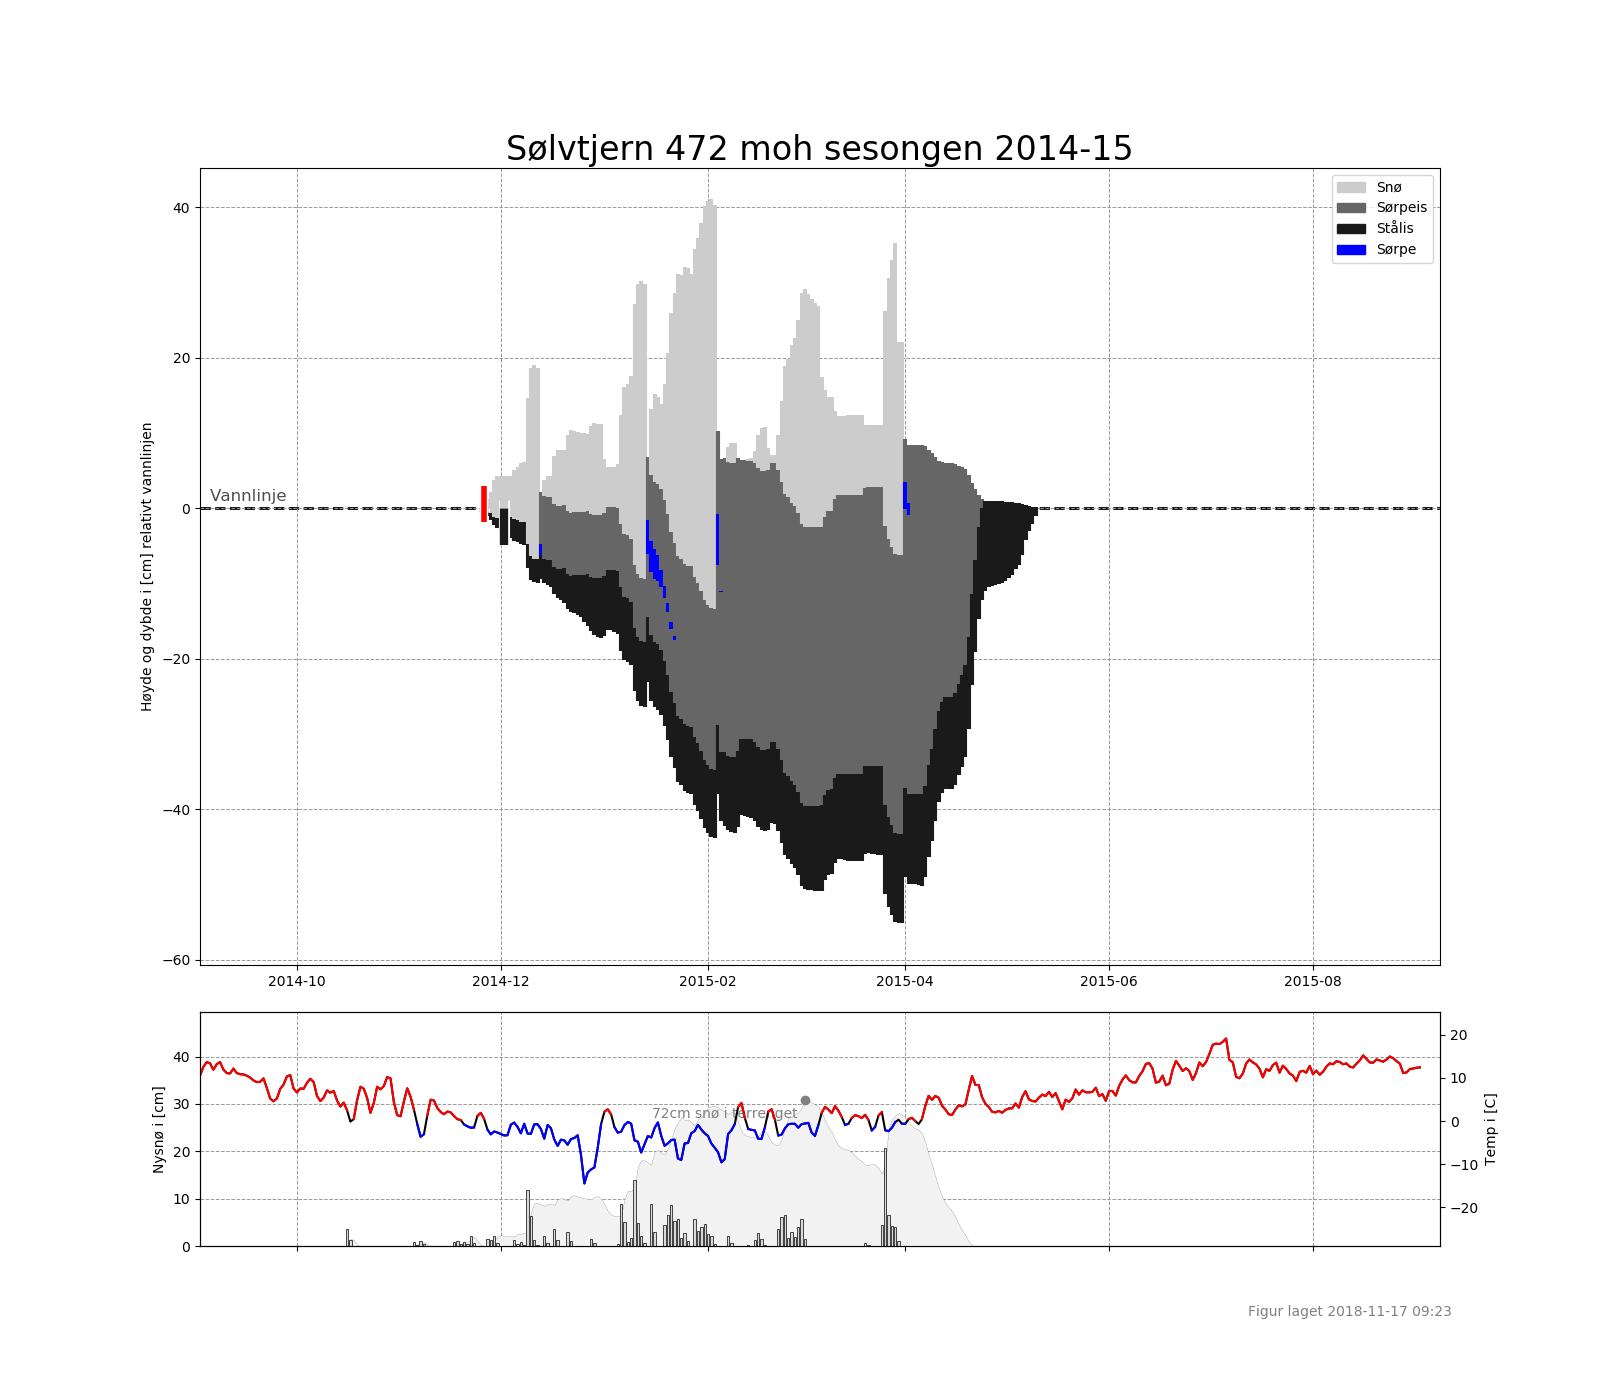 Sølvtjern 472 moh sesongen 2014-15
Høyde og dybde i [cm] relativt vannlinjen
40
20
0
−20
−40
−60
Vannlinje
Snø
Sørpeis
Stålis
Sørpe
2014-10
2014-12
2015-02
2015-04
2015-06
2015-08
Nysnø i [cm]
40
30
20
10
0
72cm snø i terrenget
20
10
0
−10
−20
Temp i [C]
Figur laget 2018-11-17 09:23